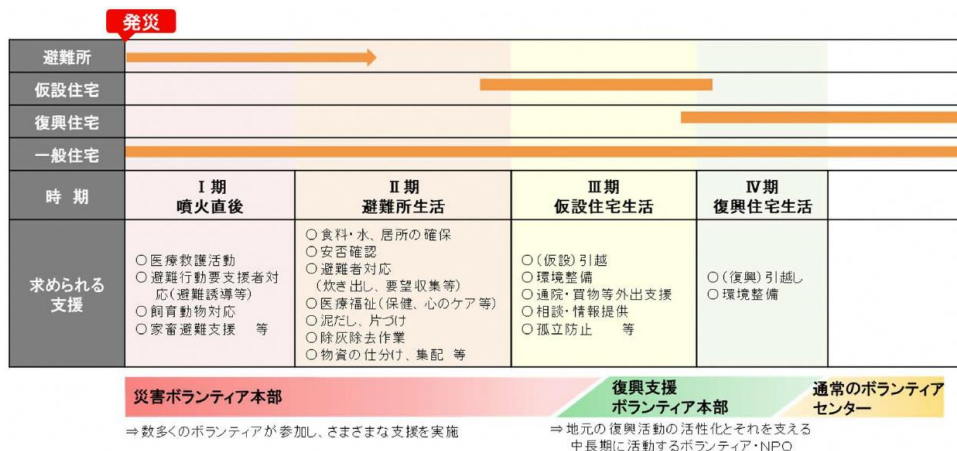 発災
避難所
仮設住宅
復興住宅
一般住宅
時 期
Ⅰ期
噴火直後
Ⅱ期
避難所生活
Ⅲ期
仮設住宅生活
Ⅳ期
復興住宅生活
求められる
支援
○医療救護活動
○避難行動要支援者対
応(避難誘導等)
○飼育動物対応
○家畜避難支援 等
○食料・水、居所の確保
○安否確認
○避難者対応
(炊き出し、要望収集等)
○医療福祉(保健、心のケア等)
○泥だし、片づけ
○除灰除去作業
○物資の仕分け、集配 等
○(仮設)引越
○環境整備
○通院・買物等外出支援
○相談・情報提供
○孤立防止 等
○(復興)引越し
○環境整備
災害ボランティア本部
⇒数多くのボランティアが参加し、さまざまな支援を実施
復興支援
ボランティア本部
⇒地元の復興活動の活性化とそれを支える
中長期に活動するボランティア・NPO
通常のボランティア
センター